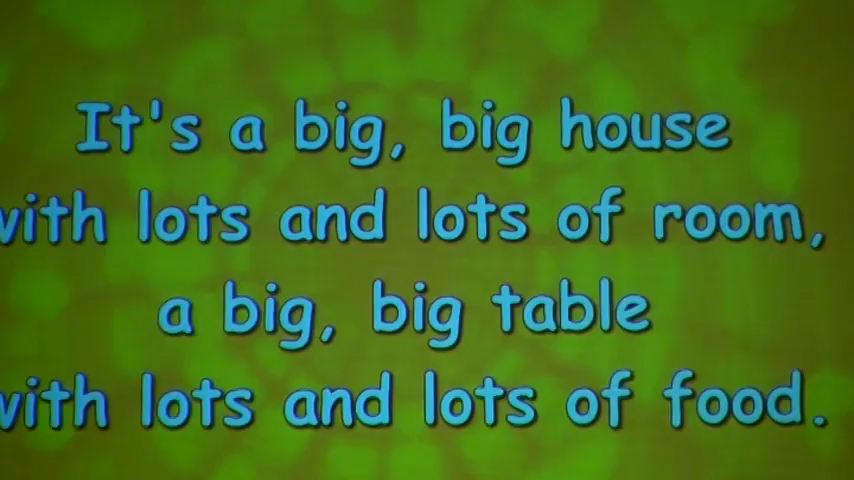 It's a big, big house
with lots and lots of room,
a big, big table
with lots and lots of food.